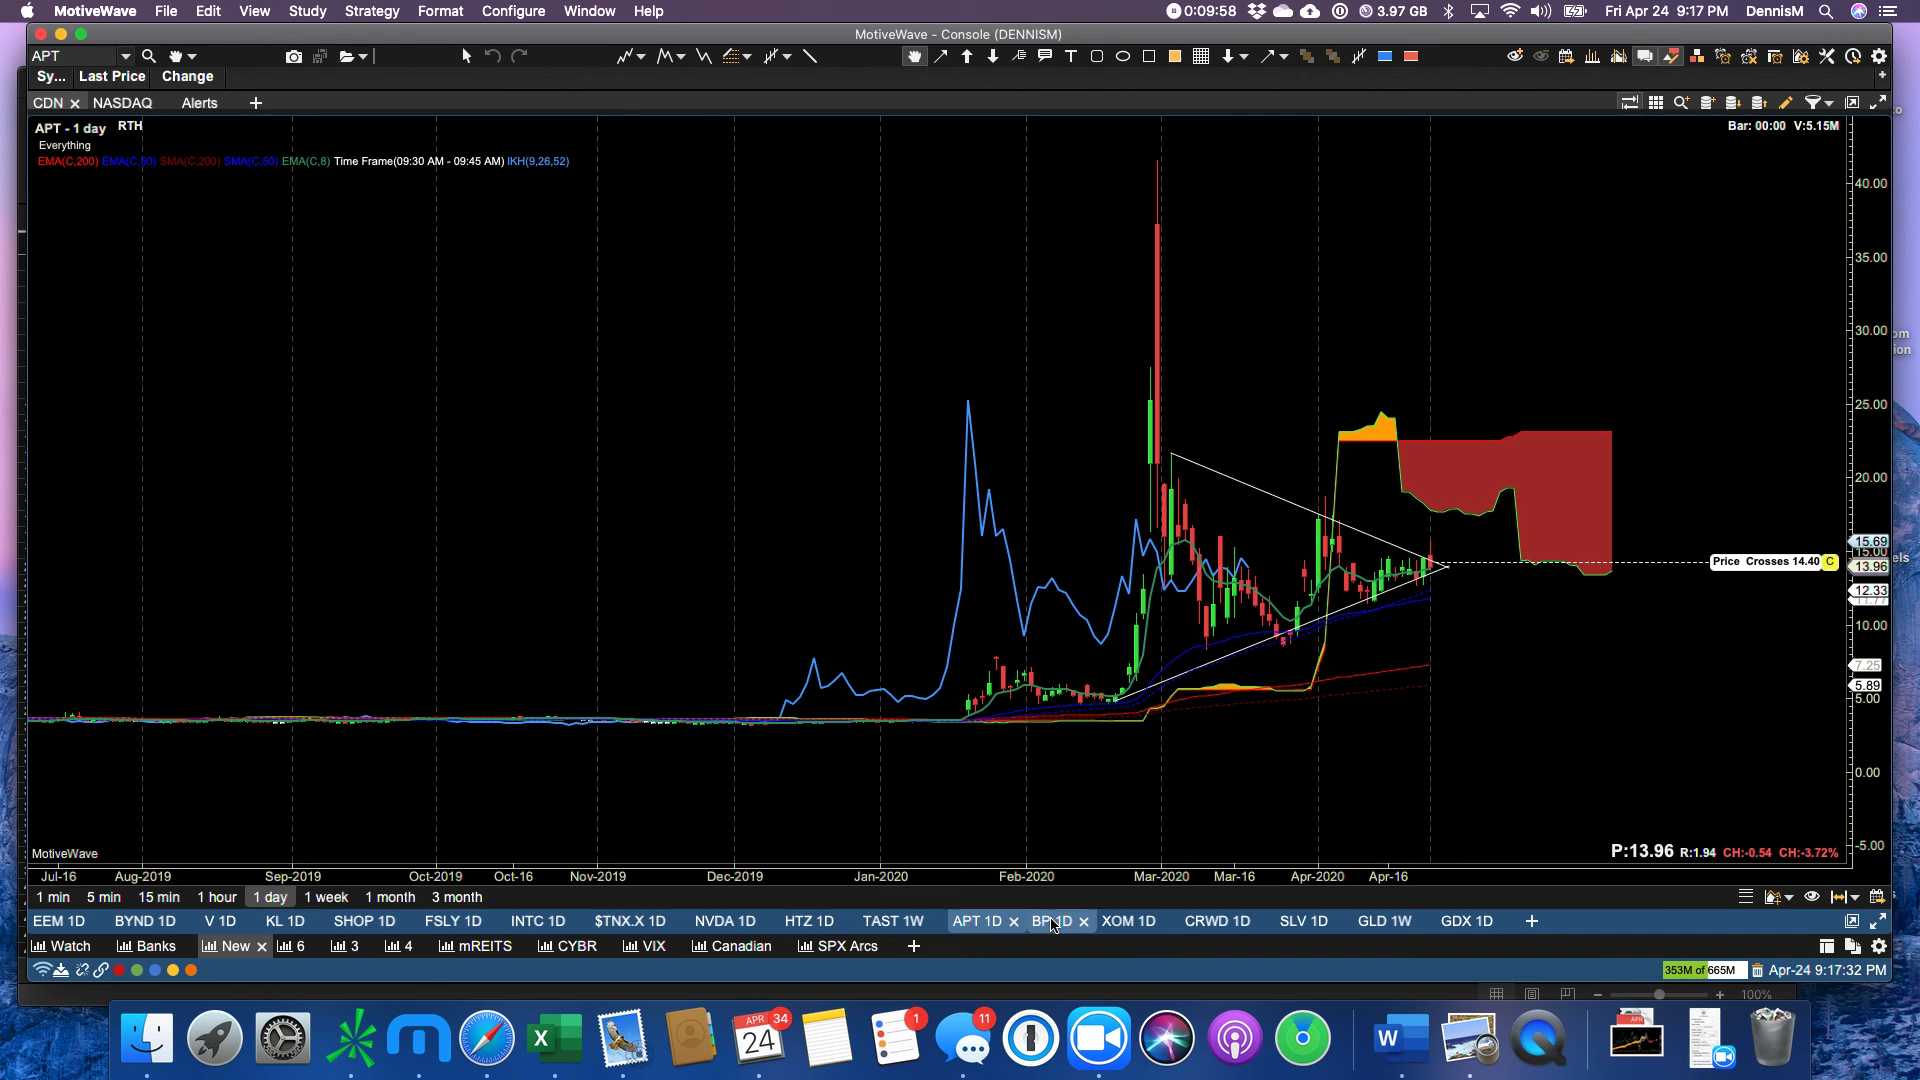 MotiveWave File Edit View Study Strategy Format Configure Window Help 0:09:58 3.97 GB Fri Apr 24 9:17 PM DennisM
MotiveWave - Console (DENNISM)
APT
Sy... Last Price Change
CDN NASDAQ Alerts
APT - 1 day RTH Bar: 00:00 V:5.15M
Everything
EMA(C,200) EMA(C,50) SMA(C,200) SMA(C,50) EMA(C,8) Time Frame(09:30 AM - 09:45 AM) IKH(9,26,52)
40.00
35.00
30.00
25.00
20.00
15.69
15.00
Price Crosses 14.40 C
13.96
12.33
11.77
10.00
7.25
5.89
5.00
0.00
-5.00
MotiveWave P:13.96 R:1.94 CH:-0.54 CH:-3.72%
Jul-16 Aug-2019 Sep-2019 Oct-2019 Oct-16 Nov-2019 Dec-2019 Jan-2020 Feb-2020 Mar-2020 Mar-16 Apr-2020 Apr-16
1 min 5 min 15 min 1 hour 1 day 1 week 1 month 3 month
EEM 1D BYND 1D V 1D KL 1D SHOP 1D FSLY 1D INTC 1D $TNX.X 1D NVDA 1D HTZ 1D TAST 1W APT 1D BP 1D XOM 1D CRWD 1D SLV 1D GLD 1W GDX 1D
Watch Banks New 6 3 4 mREITS CYBR VIX Canadian SPX Arcs
353M of 665M Apr-24 9:17:32 PM
100%
APR 34
24
1
11